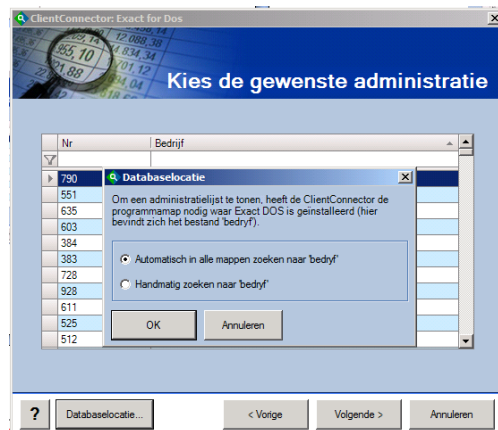 ClientConnector: Exact for Dos
Kies de gewenste administratie
Nr Bedrijf
790
551
635
603
384
383
728
928
611
525
512
Databaselocatie
Om een administratielijst te tonen, heeft de ClientConnector de
programmamap nodig waar Exact DOS is geïnstalleerd (hier
bevindt zich het bestand 'bedryf').
Automatisch in alle mappen zoeken naar 'bedryf'
Handmatig zoeken naar 'bedryf'
OK Annuleren
? Databaselocatie... < Vorige Volgende > Annuleren